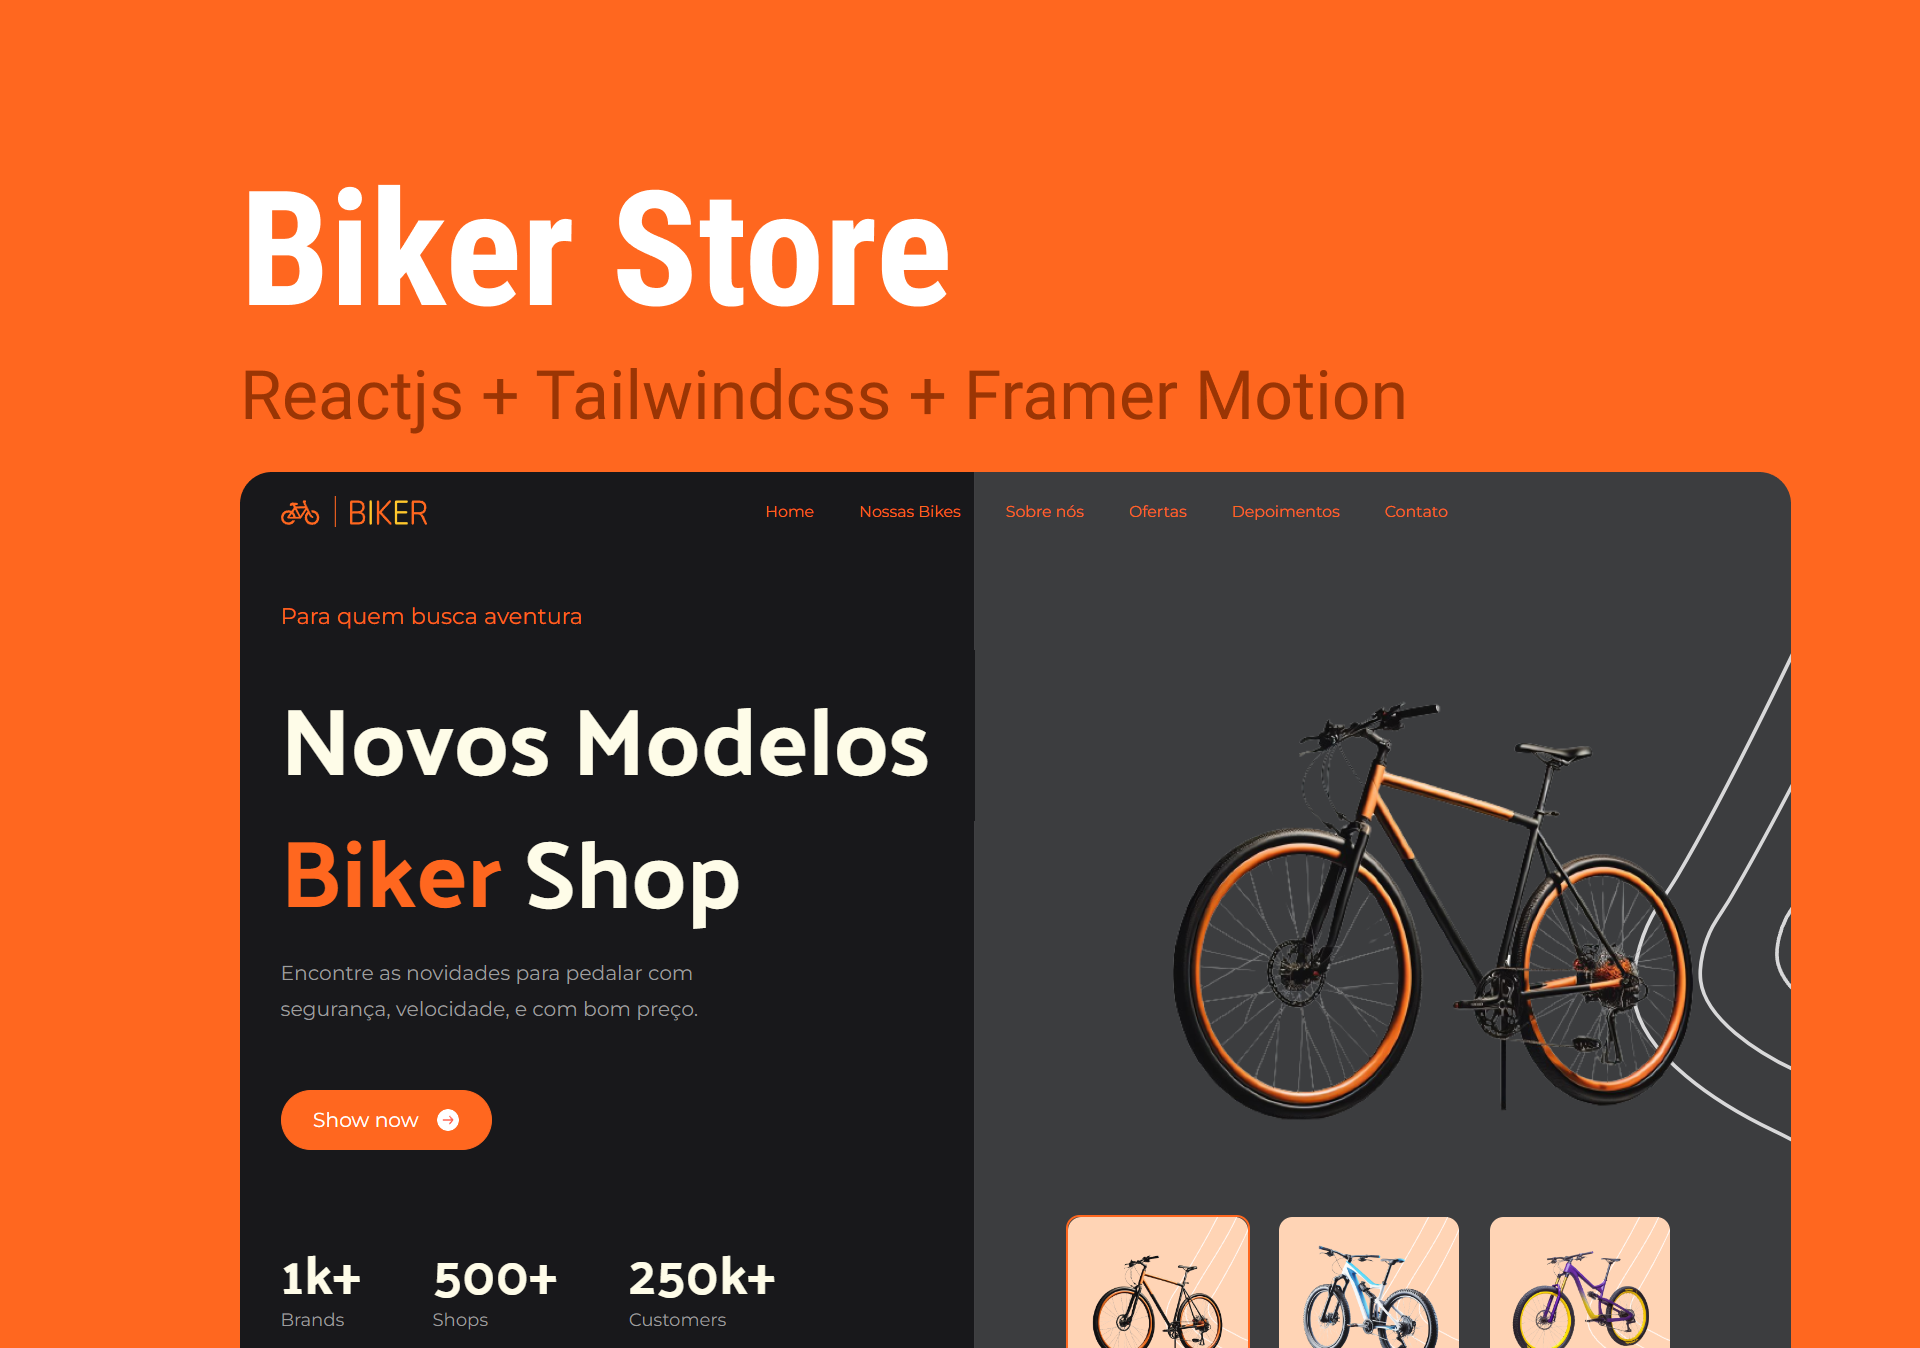 Biker Store
Reactjs + Tailwindcss + Framer Motion
BIKER
Home Nossas Bikes Sobre nós Ofertas Depoimentos Contato
Para quem busca aventura
Novos Modelos
Biker Shop
Encontre as novidades para pedalar com
segurança, velocidade, e com bom preço.
Show now
1k+ 500+ 250k+
Brands Shops Customers